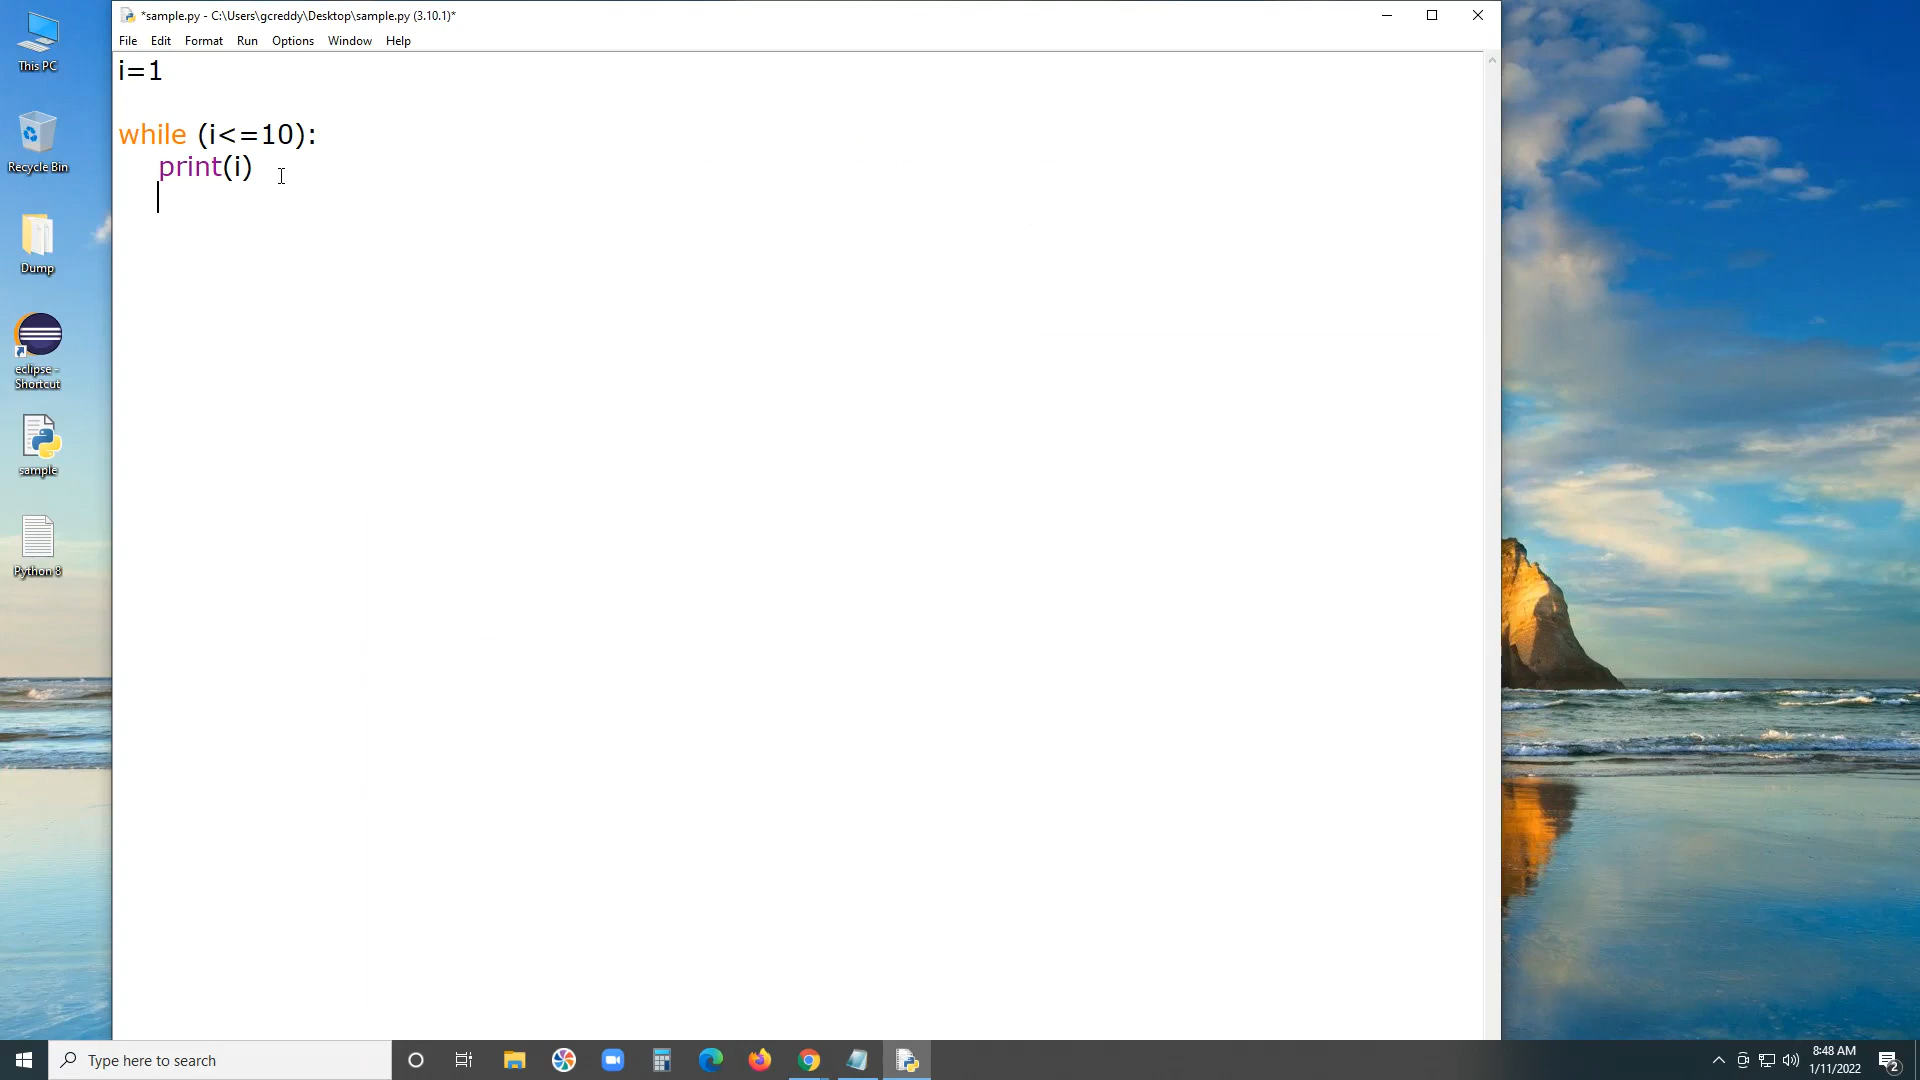 *sample.py - C:\Users\gcreddy\Desktop\sample.py (3.10.1)*
File Edit Format Run Options Window Help
i=1
while (i<=10):
print(i)
This PC
Recycle Bin
Dump
eclipse -
Shortcut
sample
Python 8
Type here to search
8:48 AM
1/11/2022
2